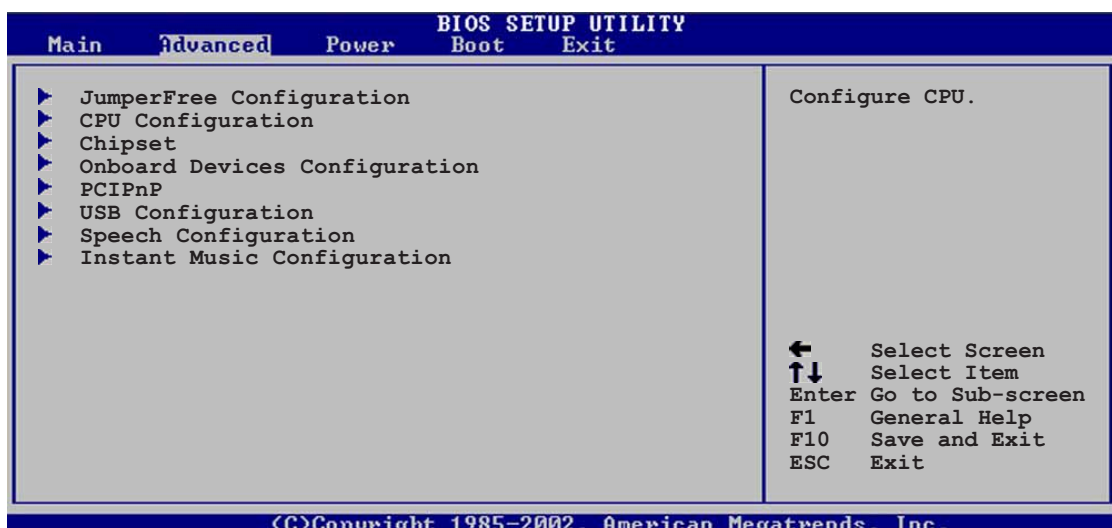 BIOS SETUP UTILITY
Main Advanced Power Boot Exit
JumperFree Configuration
CPU Configuration
Chipset
Onboard Devices Configuration
PCIPnP
USB Configuration
Speech Configuration
Instant Music Configuration
Configure CPU.
← Select Screen
↑↓ Select Item
Enter Go to Sub-screen
F1 General Help
F10 Save and Exit
ESC Exit
(C)Copyright 1985-2002, American Megatrends, Inc.